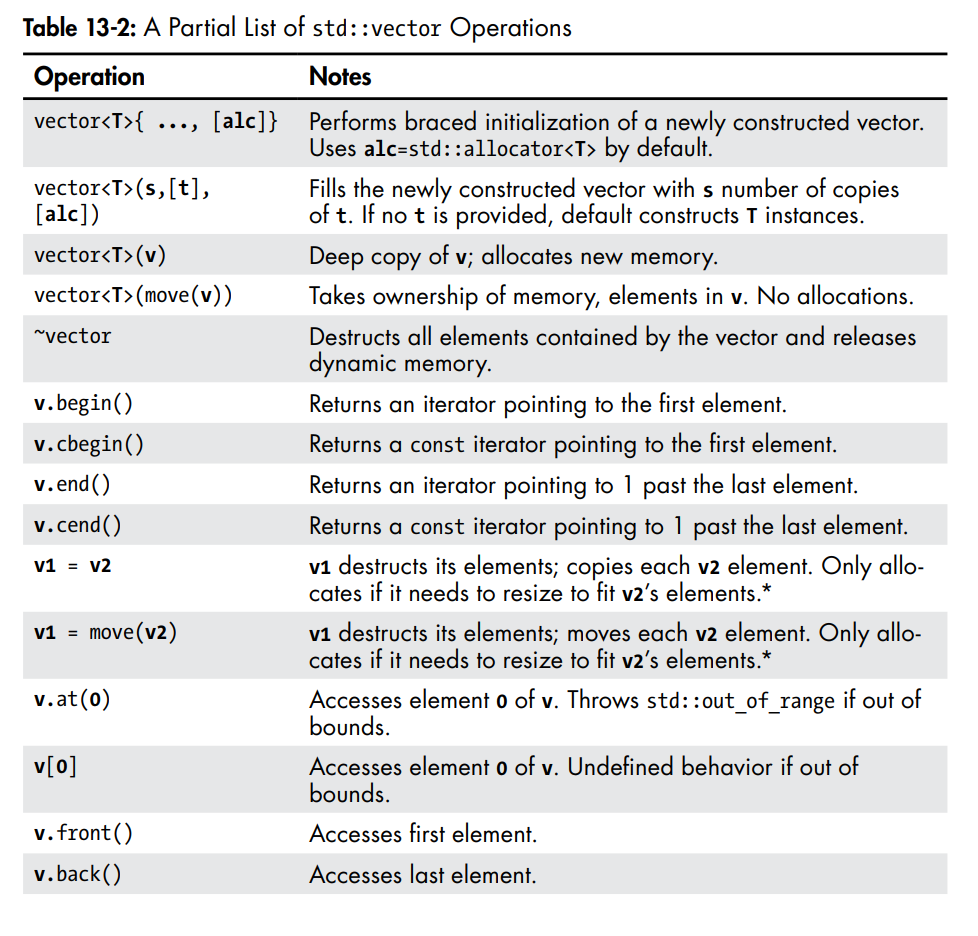 Table 13-2: A Partial List of std::vector Operations
Operation Notes
vector<T>{ ..., [alc]} Performs braced initialization of a newly constructed vector.
Uses alc=std::allocator<T> by default.
vector<T>(s,[t], Fills the newly constructed vector with s number of copies
[alc]) of t. If no t is provided, default constructs T instances.
vector<T>(v) Deep copy of v; allocates new memory.
vector<T>(move(v)) Takes ownership of memory, elements in v. No allocations.
~vector Destructs all elements contained by the vector and releases
dynamic memory.
v.begin() Returns an iterator pointing to the first element.
v.cbegin() Returns a const iterator pointing to the first element.
v.end() Returns an iterator pointing to 1 past the last element.
v.cend() Returns a const iterator pointing to 1 past the last element.
v1 = v2 v1 destructs its elements; copies each v2 element. Only allo-
cates if it needs to resize to fit v2's elements.*
v1 = move(v2) v1 destructs its elements; moves each v2 element. Only allo-
cates if it needs to resize to fit v2's elements.*
v.at(0) Accesses element 0 of v. Throws std::out_of_range if out of
bounds.
v[0] Accesses element 0 of v. Undefined behavior if out of
bounds.
v.front() Accesses first element.
v.back() Accesses last element.